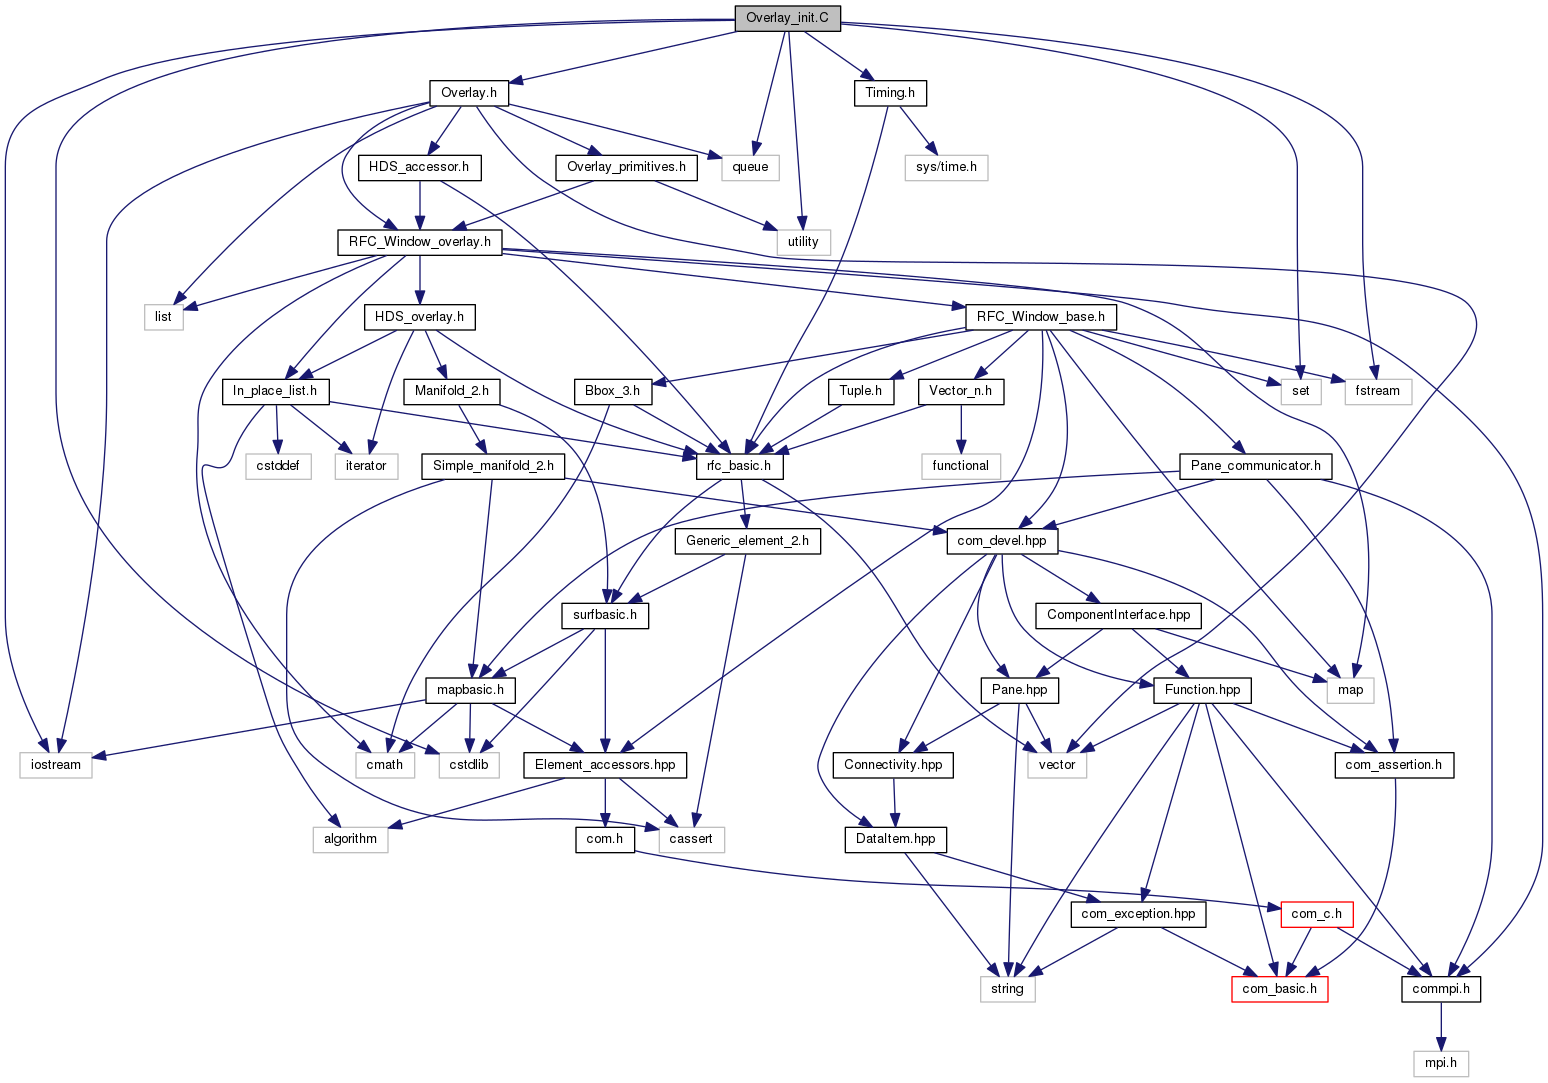 Overlay_init.C
Overlay.h
Timing.h
HDS_accessor.h
Overlay_primitives.h
queue
sys/time.h
RFC_Window_overlay.h
utility
list
HDS_overlay.h
RFC_Window_base.h
In_place_list.h
Manifold_2.h
Bbox_3.h
Tuple.h
Vector_n.h
set
fstream
cstddef
iterator
Simple_manifold_2.h
rfc_basic.h
functional
Pane_communicator.h
Generic_element_2.h
com_devel.hpp
surfbasic.h
ComponentInterface.hpp
mapbasic.h
Pane.hpp
Function.hpp
map
iostream
cmath
cstdlib
Element_accessors.hpp
Connectivity.hpp
vector
com_assertion.h
algorithm
com.h
cassert
DataItem.hpp
com_exception.hpp
com_c.h
string
com_basic.h
commpi.h
mpi.h